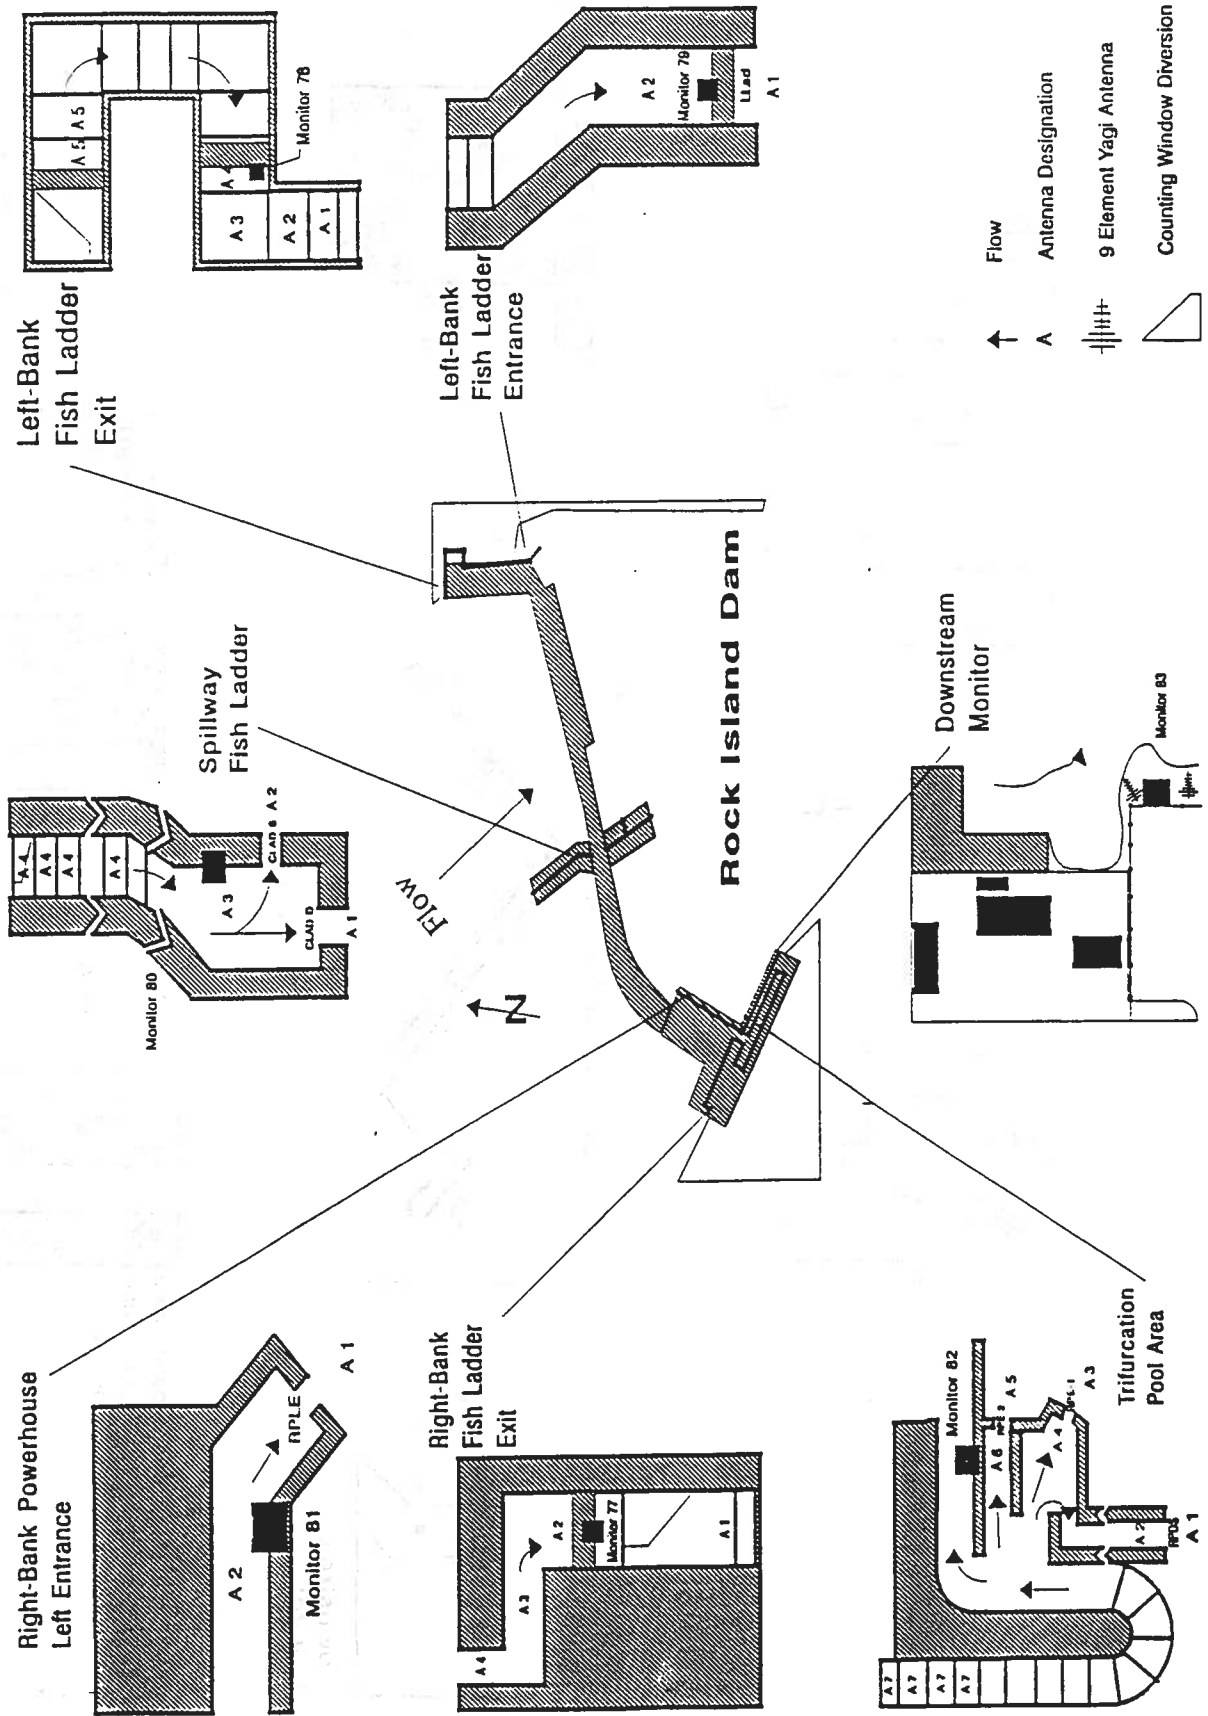 Right-Bank Powerhouse
Left Entrance
A 2
RPLE
A 1
Monitor 81
Monitor 80
A 4
A 4
A 4
A 4
A 3
CLAD D
A 1
A 2
Spillway
Fish Ladder
Left-Bank
Fish Ladder
Exit
A 5
A 5
A 4
A 3
A 2
A 1
Monitor 78
Right-Bank
Fish Ladder
Exit
A 4
A 3
A 2
Monitor 77
A 1
Flow
N
Rock Island Dam
Left-Bank
Fish Ladder
Entrance
A 2
Monitor 79
A 1
A 7
A 7
A 7
A 7
Monitor 82
A 6
A 5
A 4
RPE-1
A 3
A 2
RPDS
A 1
Trifurcation
Pool Area
Downstream
Monitor
Monitor 83
Flow
A
Antenna Designation
9 Element Yagi Antenna
Counting Window Diversion